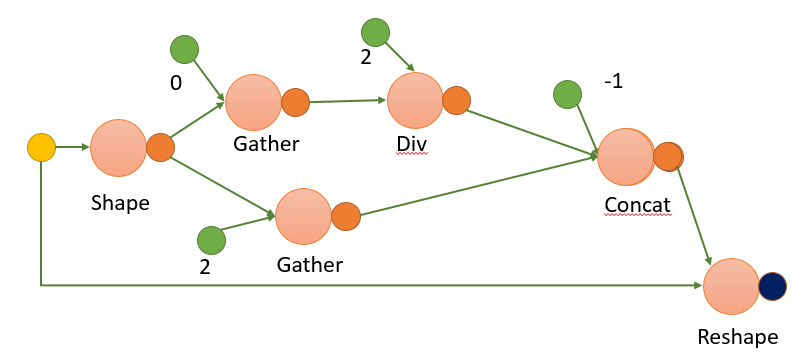 2
0
-1
Gather
Div
Shape
Concat
2
Gather
Reshape